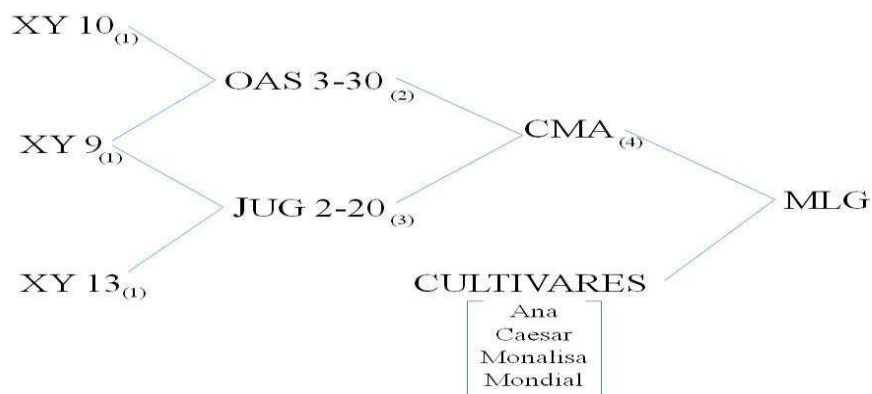 XY 10 (1)
OAS 3-30 (2)
CMA (4)
XY 9 (1)
MLG
JUG 2-20 (3)
XY 13 (1)
CULTIVARES
Ana
Caesar
Monalisa
Mondial